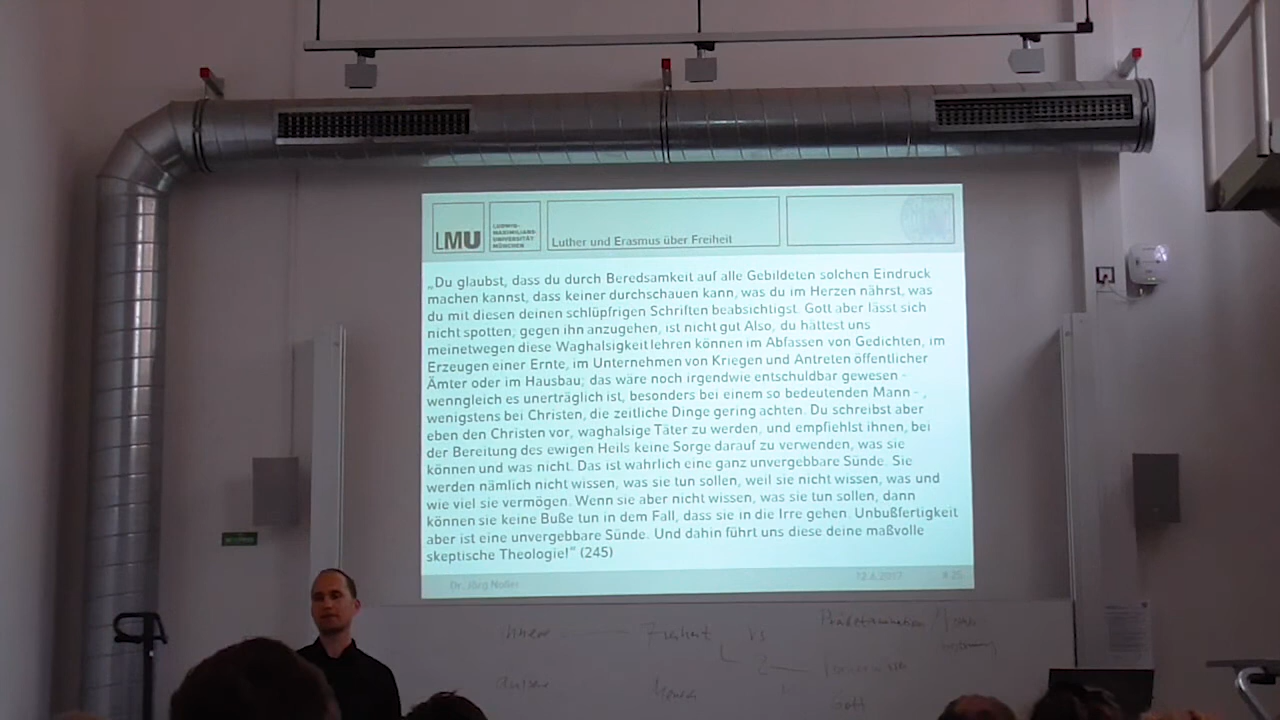 LMU
LUDWIG-
MAXIMILIANS-
UNIVERSITÄT
MÜNCHEN
Luther und Erasmus über Freiheit
„Du glaubst, dass du durch Beredsamkeit auf alle Gebildeten solchen Eindruck
machen kannst, dass keiner durchschauen kann, was du im Herzen nährst, was
du mit diesen deinen schlüpfrigen Schriften beabsichtigst. Gott aber lässt sich
nicht spotten; gegen ihn anzugehen, ist nicht gut Also, du hättest uns
meinetwegen diese Waghalsigkeit lehren können im Abfassen von Gedichten, im
Erzeugen einer Ernte, im Unternehmen von Kriegen und Antreten öffentlicher
Ämter oder im Hausbau; das wäre noch irgendwie entschuldbar gewesen -
wenngleich es unerträglich ist, besonders bei einem so bedeutenden Mann - ,
wenigstens bei Christen, die zeitliche Dinge gering achten. Du schreibst aber
eben den Christen vor, waghalsige Täter zu werden, und empfiehlst ihnen, bei
der Bereitung des ewigen Heils keine Sorge darauf zu verwenden, was sie
können und was nicht. Das ist wahrlich eine ganz unvergebbare Sünde. Sie
werden nämlich nicht wissen, was sie tun sollen, weil sie nicht wissen, was und
wie viel sie vermögen. Wenn sie aber nicht wissen, was sie tun sollen, dann
können sie keine Buße tun in dem Fall, dass sie in die Irre gehen. Unbußfertigkeit
aber ist eine unvergebbare Sünde. Und dahin führt uns diese deine maßvolle
skeptische Theologie!“ (245)
Dr. Jörg Noller 12.6.2017 # 25
Freiheit vs
Gott